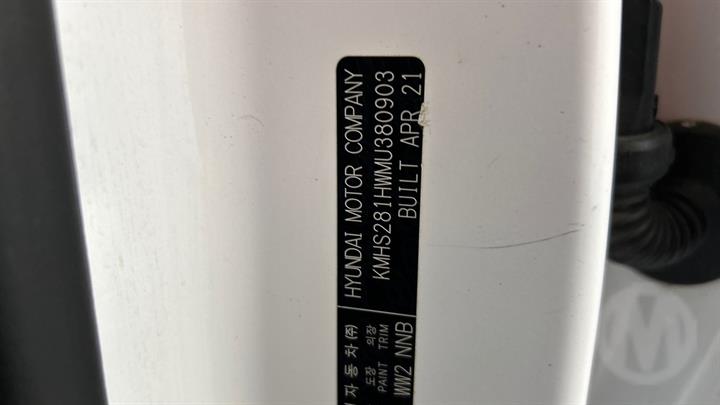 HYUNDAI MOTOR COMPANY
KMHS281HWMU380903
BUILT APR 21
자동차(주)
도장 외장
PAINT TRIM
WW2 NNB
M